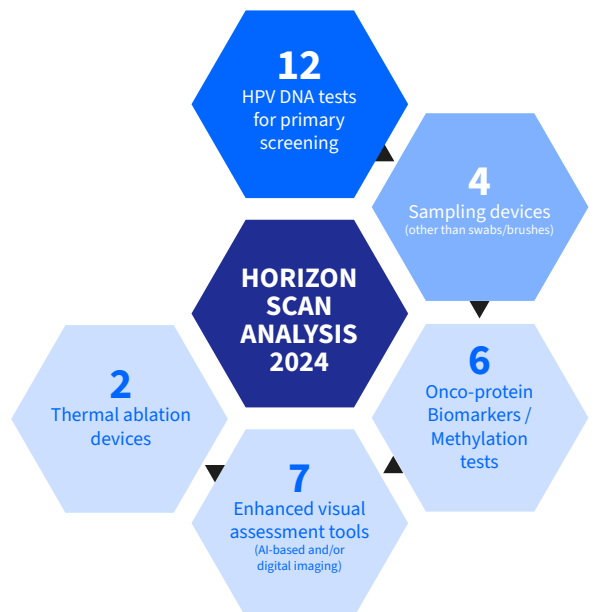 12
HPV DNA tests
for primary
screening
4
Sampling devices
(other than swabs/brushes)
HORIZON
SCAN
ANALYSIS
2024
6
Onco-protein
Biomarkers /
Methylation
tests
2
Thermal ablation
devices
7
Enhanced visual
assessment tools
(AI-based and/or
digital imaging)